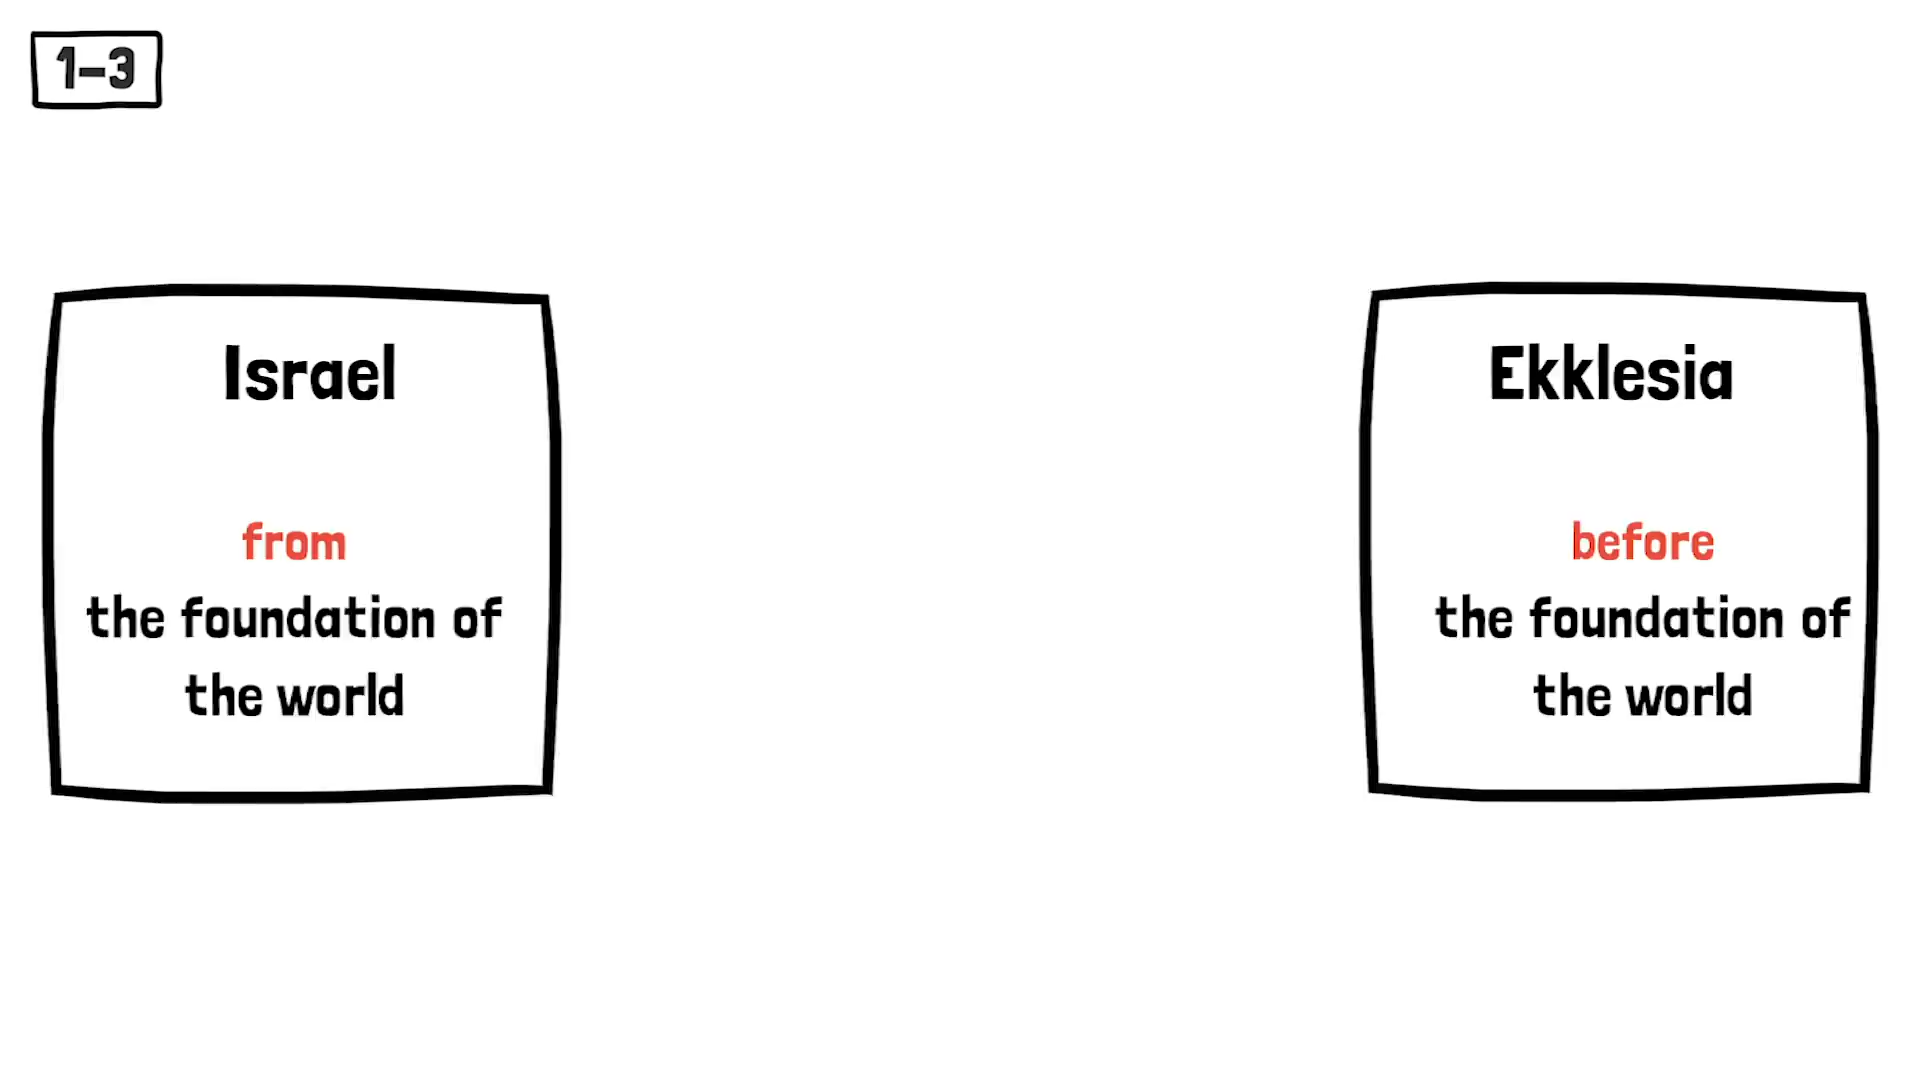 1-3
Israel
from
the foundation of
the world
Ekklesia
before
the foundation of
the world